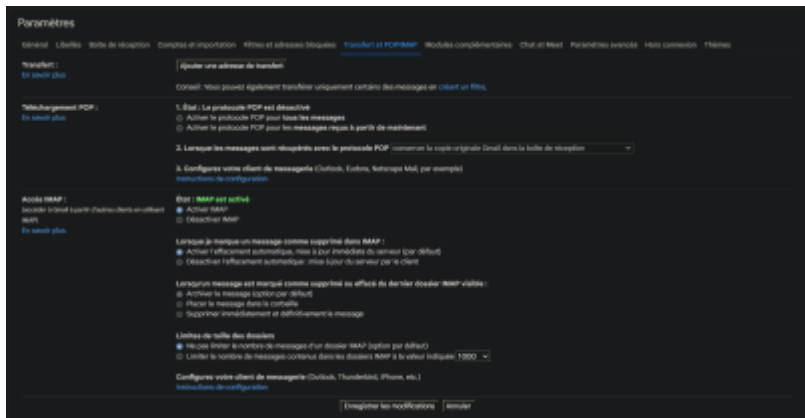 Paramètres
Général Libellés Boîte de réception Comptes et importation Filtres et adresses bloquées Transfert et POP/IMAP Modules complémentaires Chat et Meet Paramètres avancés Hors connexion Thèmes
Transfert :
En savoir plus
Ajouter une adresse de transfert
Conseil : Vous pouvez également transférer uniquement certains des messages en créant un filtre.
Téléchargement POP :
En savoir plus
1. État : Le protocole POP est désactivé
Activer le protocole POP pour tous les messages
Activer le protocole POP pour les messages reçus à partir de maintenant
2. Lorsque les messages sont récupérés avec le protocole POP conserver la copie originale Gmail dans la boîte de réception
3. Configurez votre client de messagerie (Outlook, Eudora, Netscape Mail, par exemple)
Instructions de configuration
Accès IMAP :
(accéder à Gmail à partir d'autres clients en utilisant
IMAP)
En savoir plus
État : IMAP est activé
Activer IMAP
Désactiver IMAP
Lorsque je marque un message comme supprimé dans IMAP :
Activer l'effacement automatique, mise à jour immédiate du serveur (par défaut)
Désactiver l'effacement automatique : mise à jour du serveur par le client
Lorsqu'un message est marqué comme supprimé ou effacé du dernier dossier IMAP visible :
Archiver le message (option par défaut)
Placer le message dans la corbeille
Supprimer immédiatement et définitivement le message
Limites de taille des dossiers
Ne pas limiter le nombre de messages d'un dossier IMAP (option par défaut)
Limiter le nombre de messages contenus dans les dossiers IMAP à la valeur indiquée 1000
Configurez votre client de messagerie (Outlook, Thunderbird, iPhone, etc.)
Instructions de configuration
Enregistrer les modifications Annuler